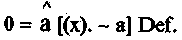 0 = â [(x). ~ a] Def.